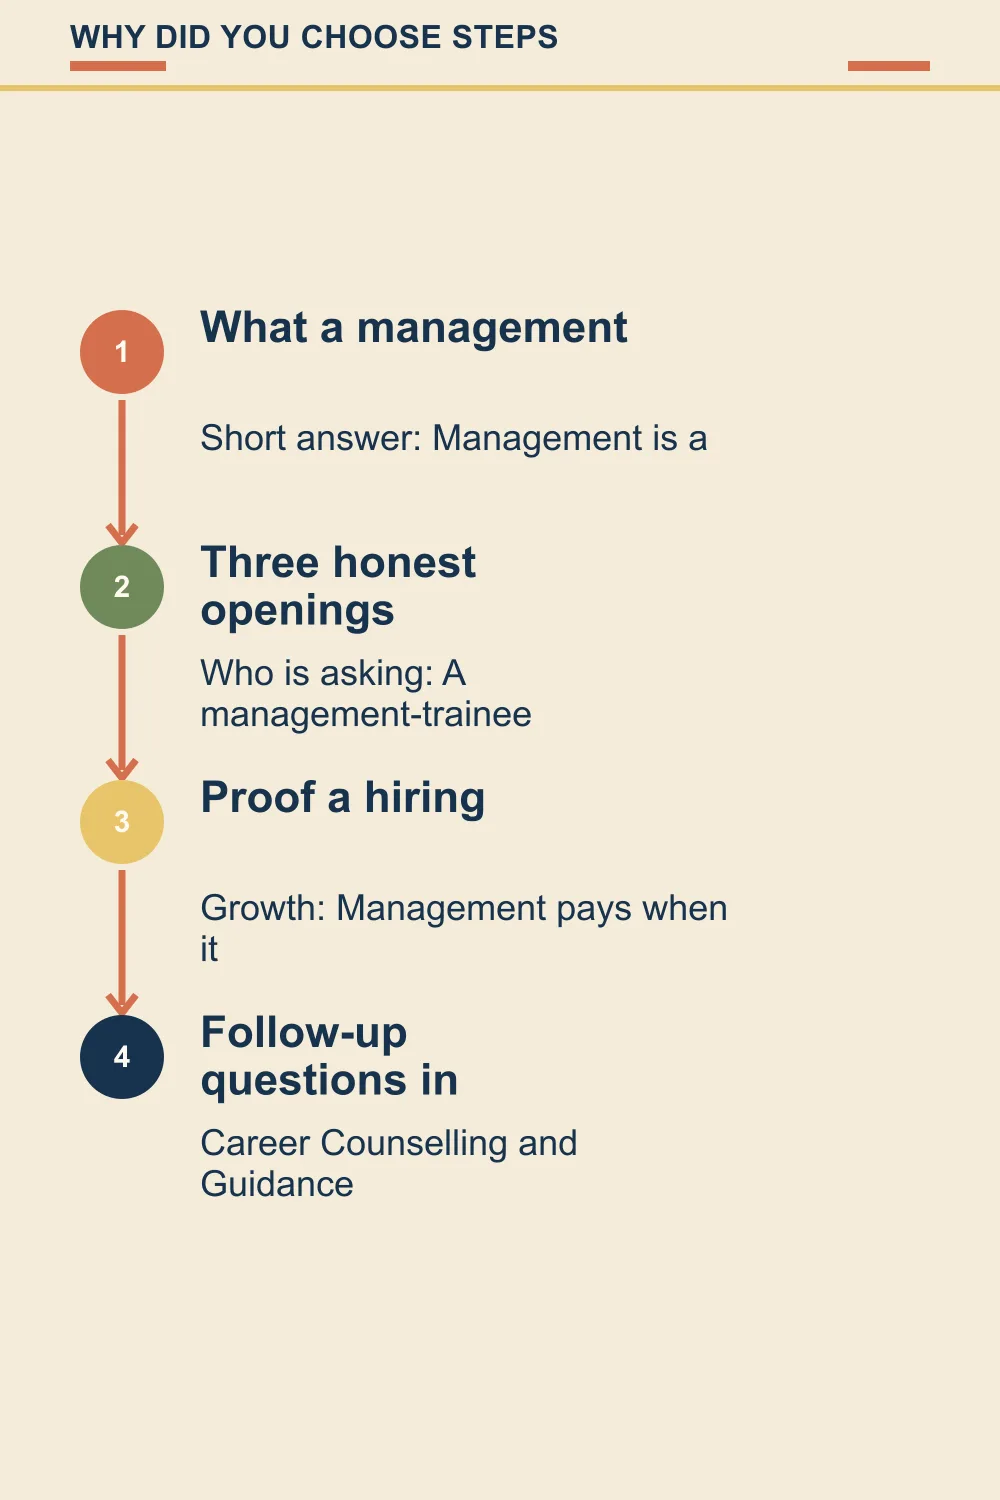 WHY DID YOU CHOOSE STEPS
1
What a management
Short answer: Management is a
2
Three honest
openings
Who is asking: A
management-trainee
3
Proof a hiring
Growth: Management pays when
it
4
Follow-up
questions in
Career Counselling and
Guidance